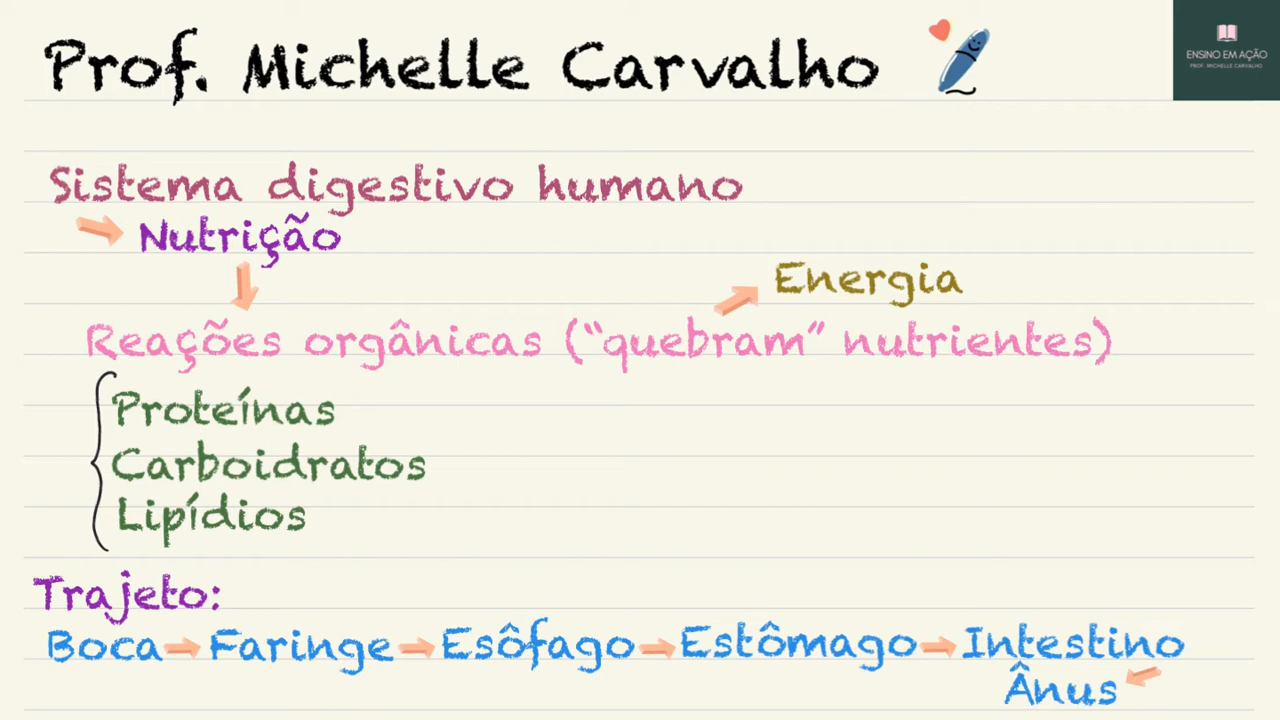 Prof. Michelle Carvalho
ENSINO EM AÇÃO
PROF. MICHELLE CARVALHO
Sistema digestivo humano
Nutrição
Energia
Reações orgânicas (“quebram” nutrientes)
Proteínas
Carboidratos
Lipídios
Trajeto:
Boca Faringe Esôfago Estômago Intestino
Ânus